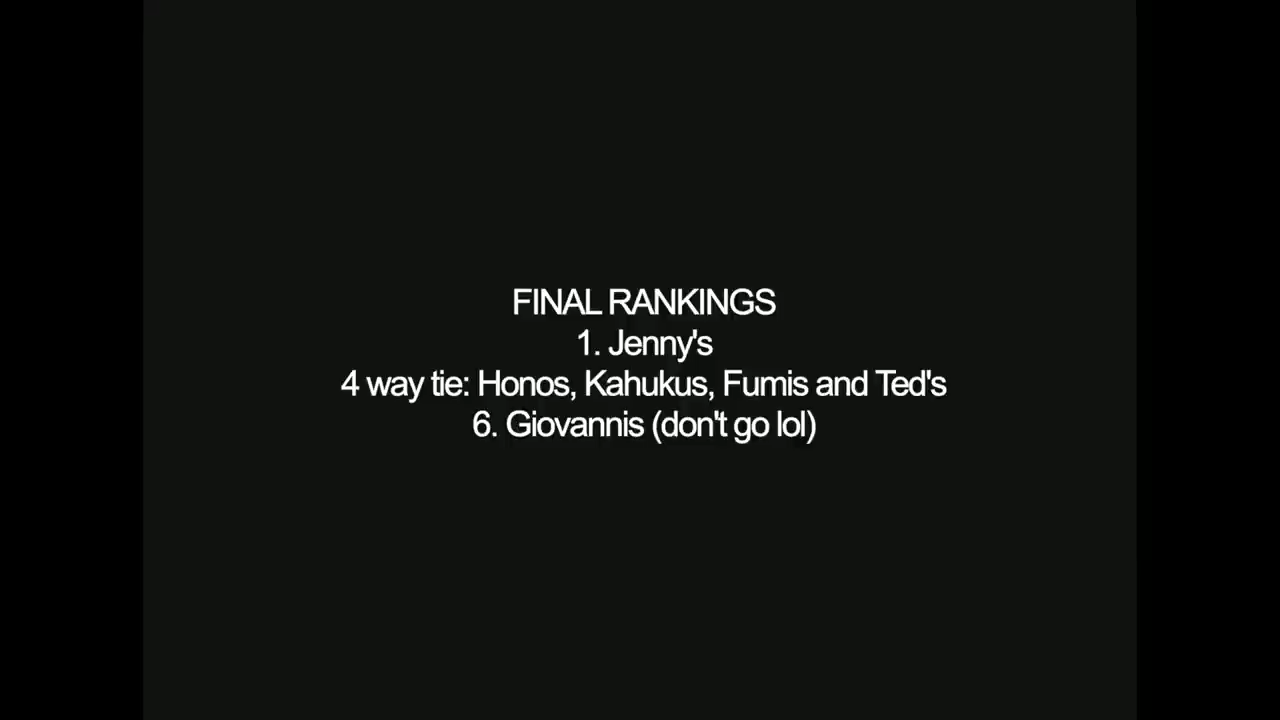 FINAL RANKINGS
1. Jenny's
4 way tie: Honos, Kahukus, Fumis and Ted's
6. Giovannis (don't go lol)